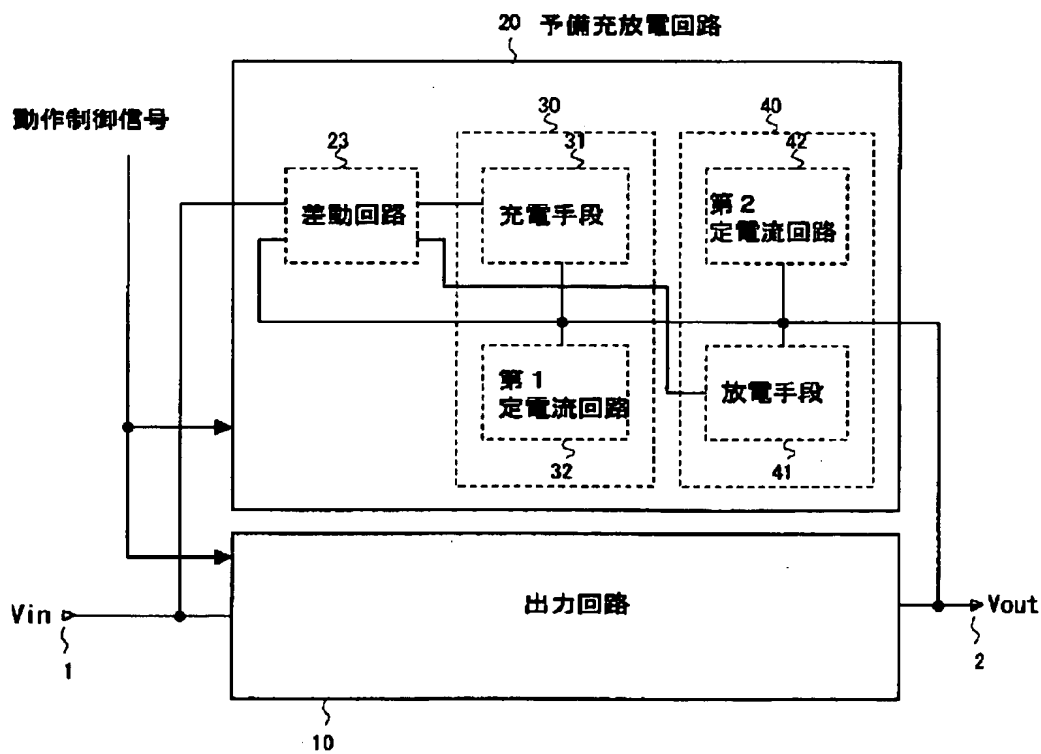 20 予備充放電回路
動作制御信号
30
40
23
31
42
差動回路
充電手段
第2
定電流回路
第1
定電流回路
放電手段
32
41
出力回路
Vin
Vout
1
2
10